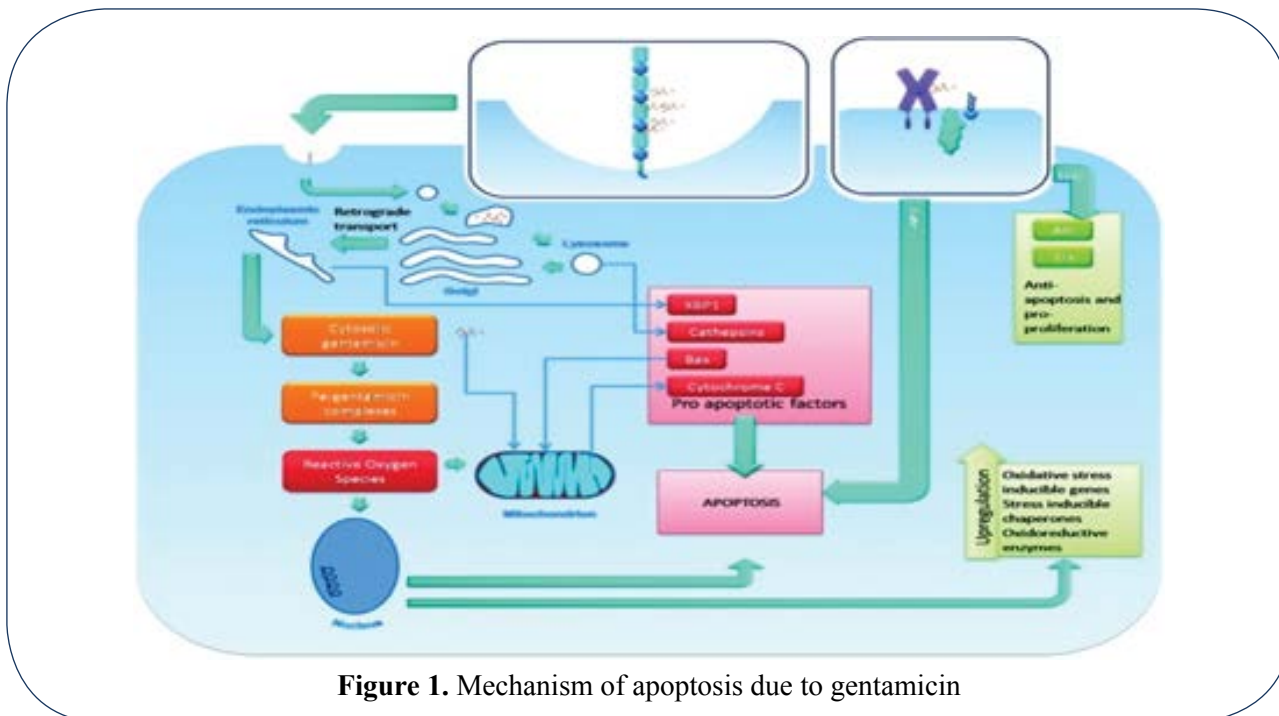 Endoplasmic
reticulum
Retrograde
transport
Lysosome
Golgi
Cytosolic
gentamicin
complexes
Reactive Oxygen
Species
Mitochondrion
Nucleus
XBP1
Cathepsins
Bax
Cytochrome C
Pro apoptotic factors
APOPTOSIS
Anti-
apoptosis and
pro-
proliferation
Upregulation
Oxidative stress
inducible genes
Stress inducible
chaperones
Oxidoreductive
enzymes
Figure 1. Mechanism of apoptosis due to gentamicin